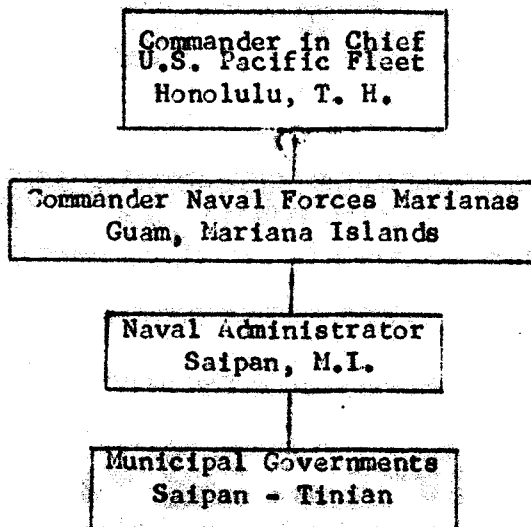 Commander in Chief
U.S. Pacific Fleet
Honolulu, T. H.
Commander Naval Forces Marianas
Guam, Mariana Islands
Naval Administrator
Saipan, M.I.
Municipal Governments
Saipan - Tinian